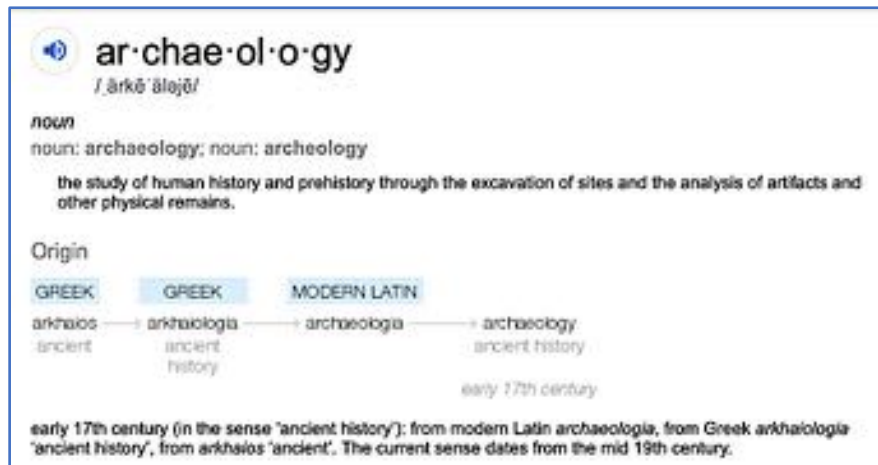 ar·chae·ol·o·gy
/ˌärkēˈäləjē/
noun
noun: archaeology; noun: archeology
the study of human history and prehistory through the excavation of sites and the analysis of artifacts and
other physical remains.
Origin
GREEK GREEK MODERN LATIN
arkhaios arkhaiologia archaeologia archaeology
ancient ancient ancient history
history
early 17th century
early 17th century (in the sense 'ancient history'): from modern Latin archaeologia, from Greek arkhaiologia
'ancient history', from arkhaios 'ancient'. The current sense dates from the mid 19th century.